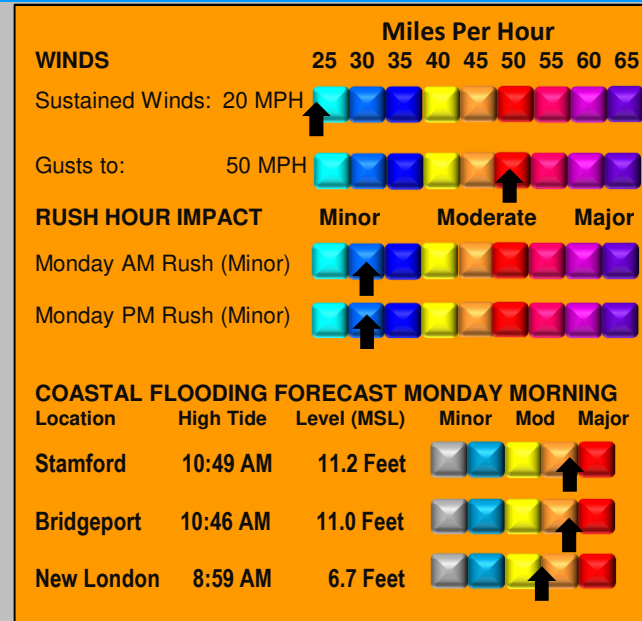 Miles Per Hour
WINDS 25 30 35 40 45 50 55 60 65
Sustained Winds: 20 MPH
Gusts to: 50 MPH
RUSH HOUR IMPACT Minor Moderate Major
Monday AM Rush (Minor)
Monday PM Rush (Minor)
COASTAL FLOODING FORECAST MONDAY MORNING
Location High Tide Level (MSL) Minor Mod Major
Stamford 10:49 AM 11.2 Feet
Bridgeport 10:46 AM 11.0 Feet
New London 8:59 AM 6.7 Feet